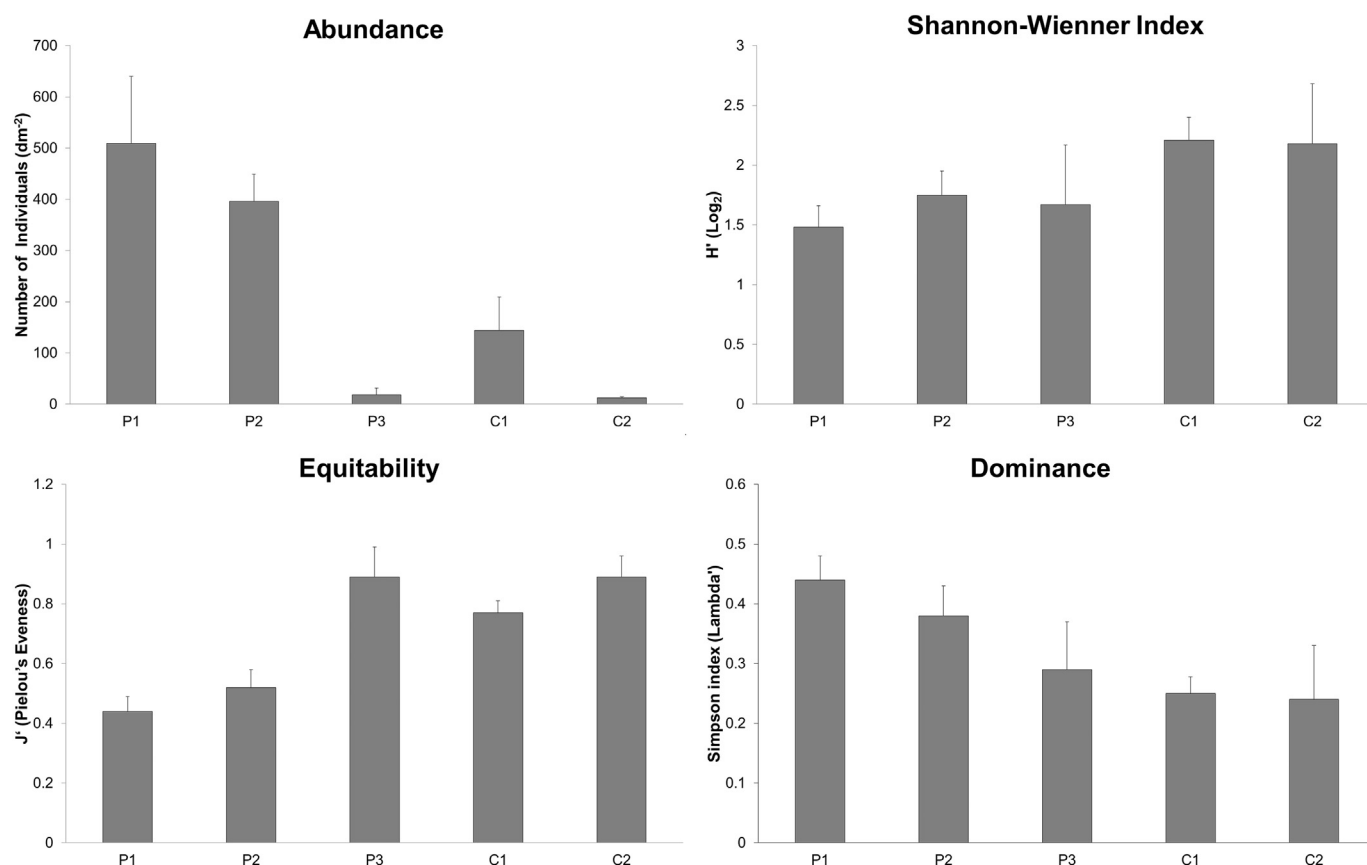 Abundance
Number of Individuals (dm-2)
700
600
500
400
300
200
100
0
P1 P2 P3 C1 C2
Shannon-Wienner Index
H' (Log2)
3
2.5
2
1.5
1
0.5
0
P1 P2 P3 C1 C2
Equitability
J' (Pielou's Eveness)
1.2
1
0.8
0.6
0.4
0.2
0
P1 P2 P3 C1 C2
Dominance
Simpson index (Lambda')
0.6
0.5
0.4
0.3
0.2
0.1
0
P1 P2 P3 C1 C2